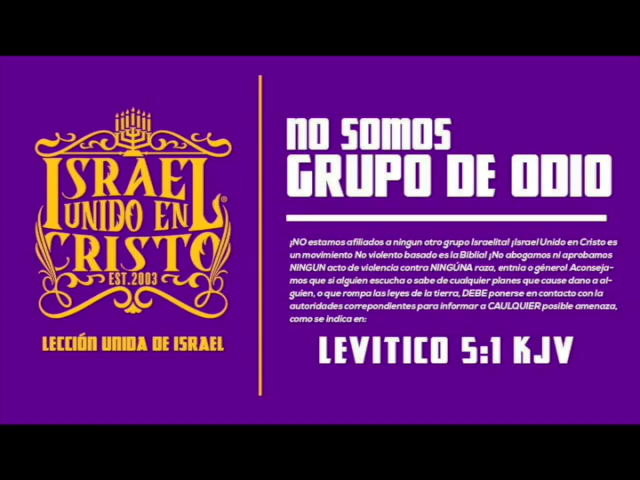 ISRAEL
UNIDO EN
CRISTO
EST.2003
LECCIÓN UNIDA DE ISRAEL
NO SOMOS
GRUPO DE ODIO
¡NO estamos afiliados a ningun otro grupo Israelita! ¡Israel Unido en Cristo es
un movimiento No violento basado es la Biblia! ¡No abogamos ni aprobamos
NINGUN acto de violencia contra NINGÚNA raza, entnia o género! Aconseja-
mos que si alguien escucha o sabe de cualquier planes que cause dano a al-
guien, o que rompa las leyes de la tierra, DEBE ponerse en contacto con la
autoridades correpondientes para informar a CAULQUIER posible amenaza,
como se indica en:
LEVITICO 5:1 KJV